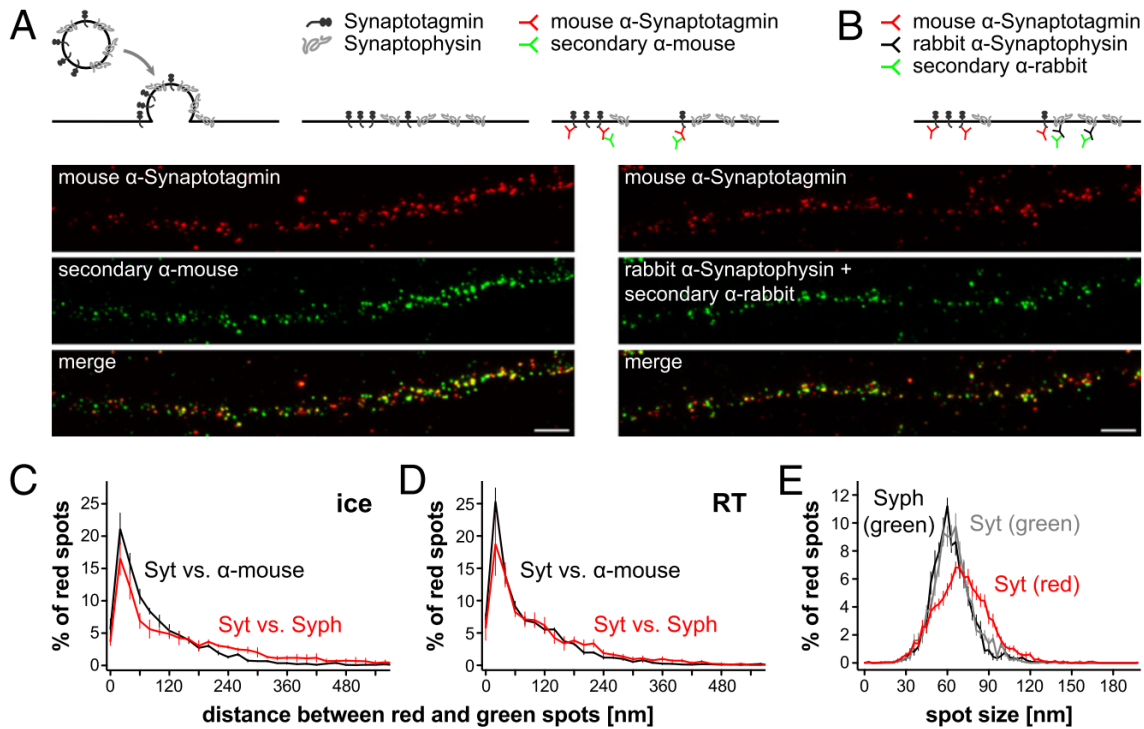 A
Synaptotagmin
Synaptophysin
mouse α-Synaptotagmin
secondary α-mouse
B
mouse α-Synaptotagmin
rabbit α-Synaptophysin
secondary α-rabbit
mouse α-Synaptotagmin
secondary α-mouse
merge
mouse α-Synaptotagmin
rabbit α-Synaptophysin +
secondary α-rabbit
merge
C
ice
% of red spots
25
20
15
10
5
0
Syt vs. α-mouse
Syt vs. Syph
0 120 240 360 480
D
RT
% of red spots
25
20
15
10
5
0
Syt vs. α-mouse
Syt vs. Syph
0 120 240 360 480
distance between red and green spots [nm]
E
% of red spots
12
10
8
6
4
2
0
Syph
(green)
Syt (green)
Syt (red)
0 30 60 90 120 150 180
spot size [nm]